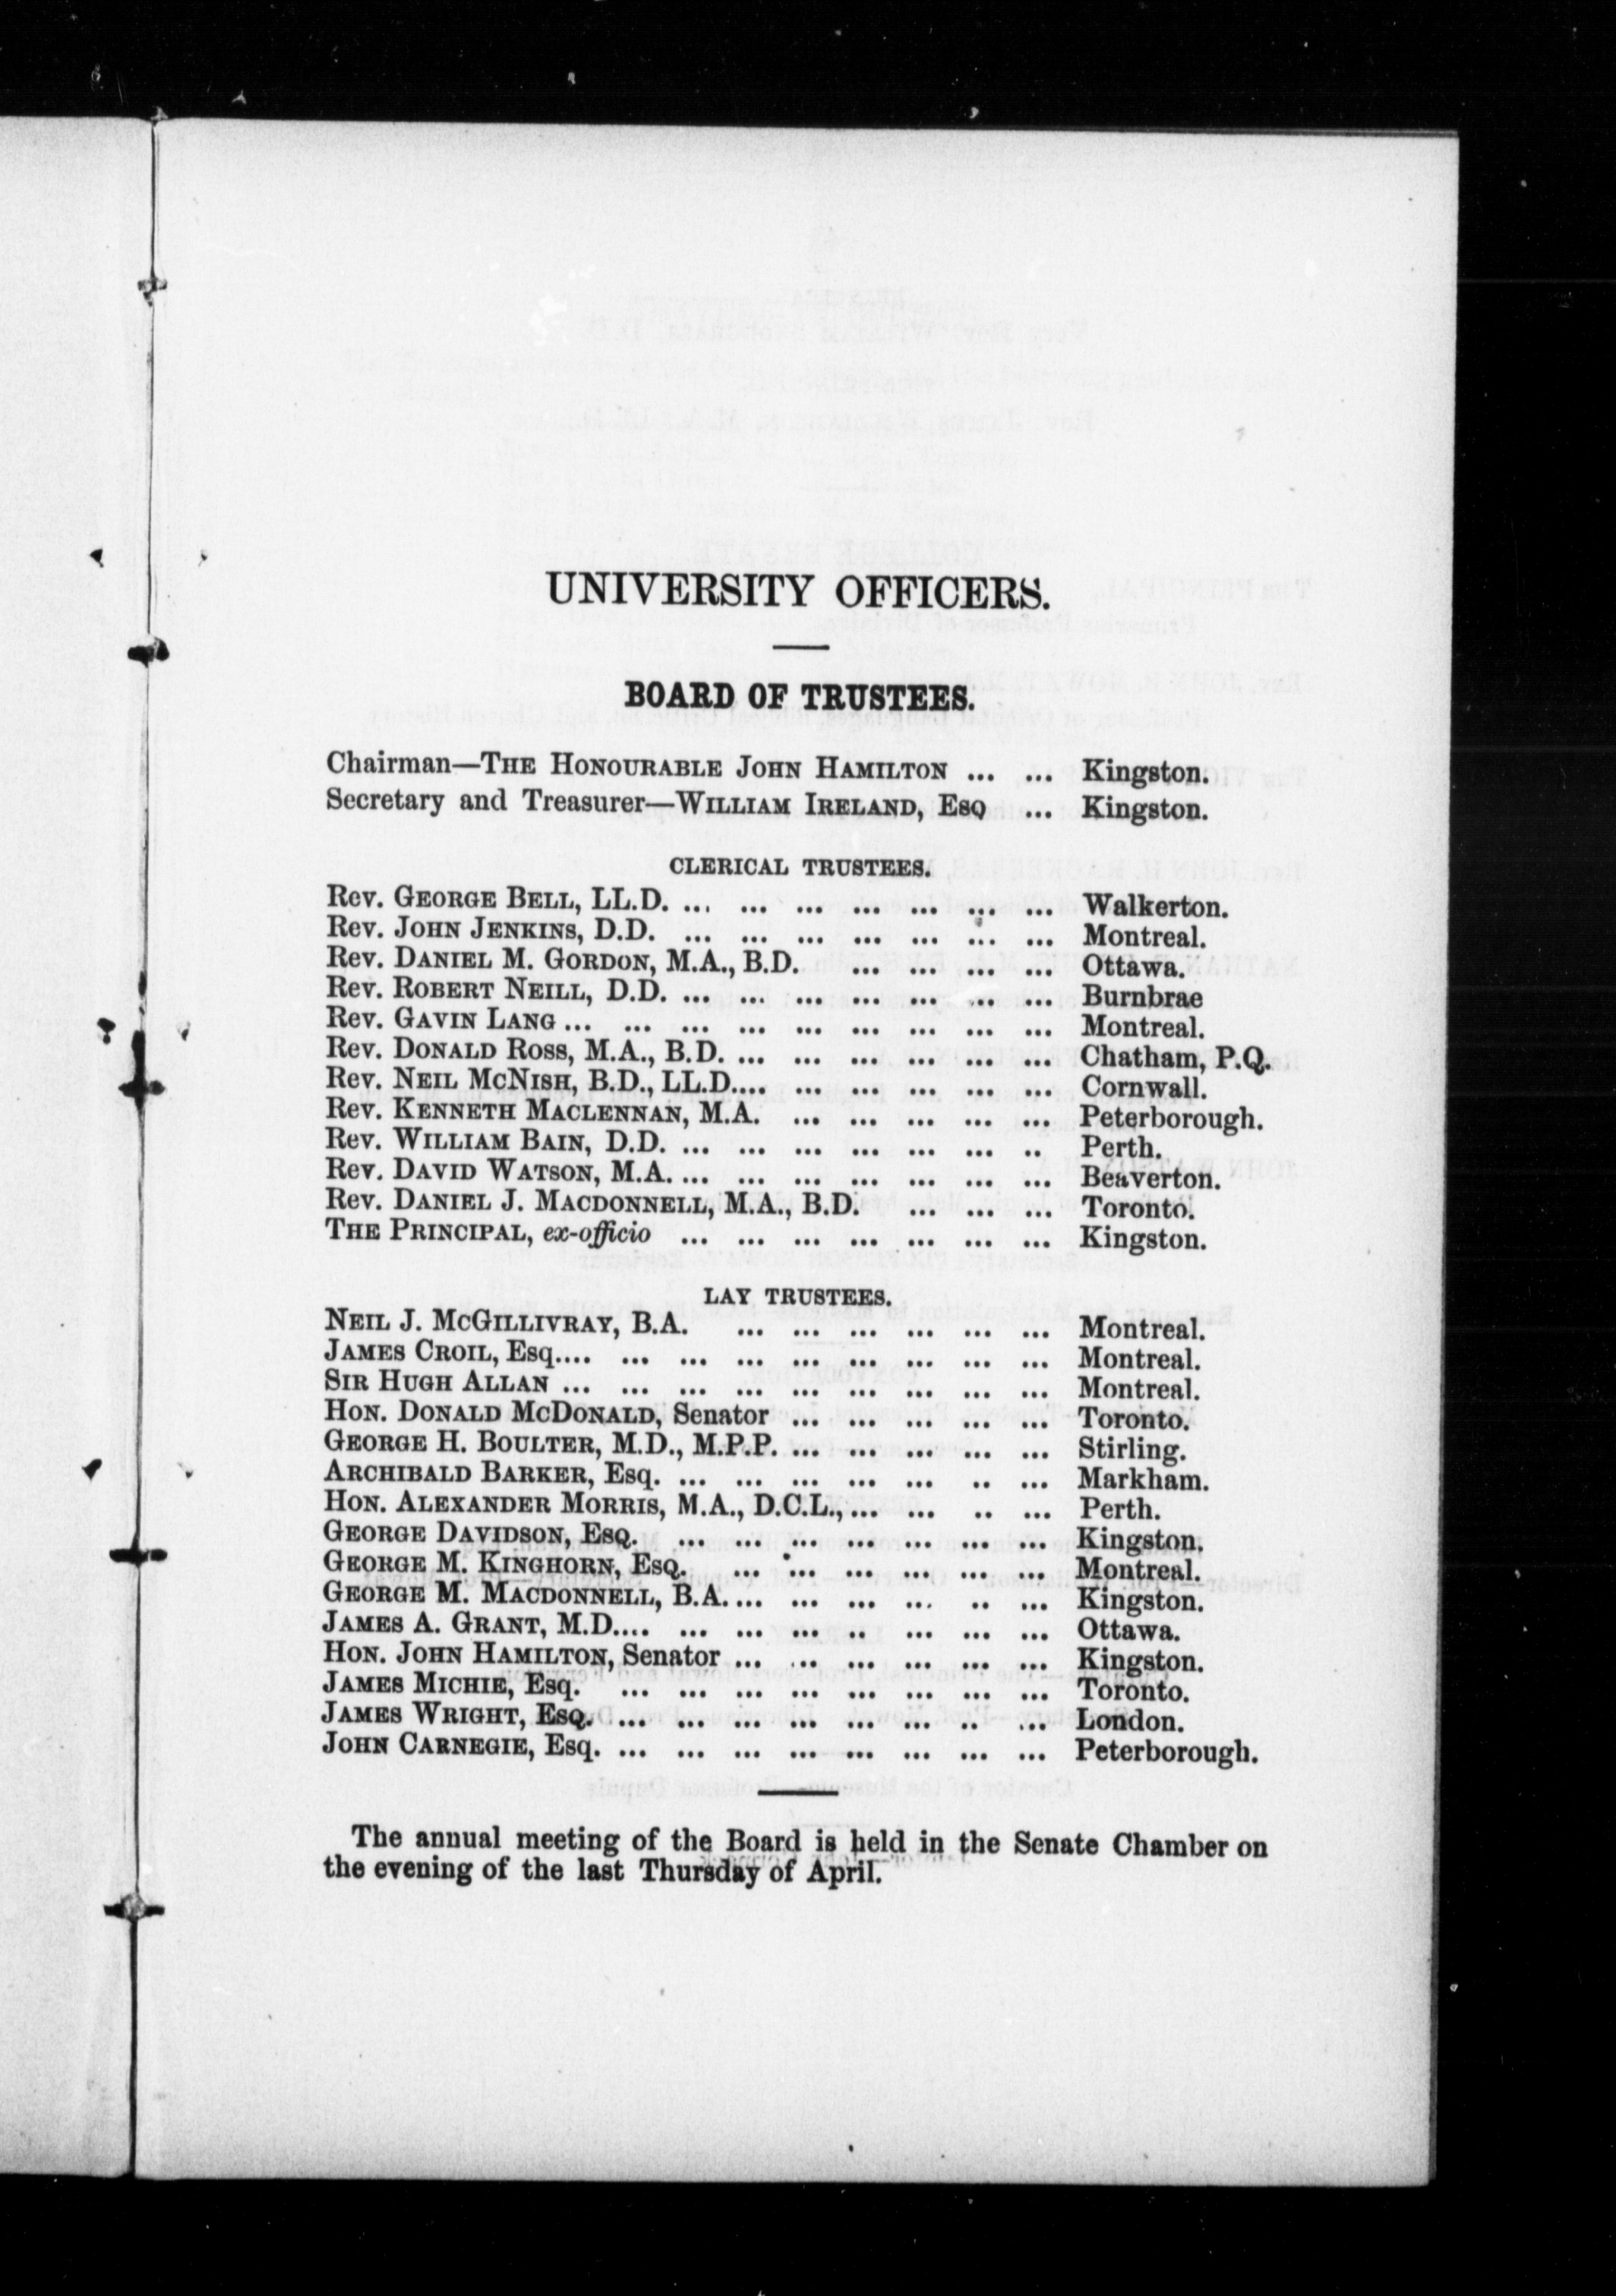 UNIVERSITY OFFICERS.
BOARD OF TRUSTEES.
Chairman—THE HONOURABLE JOHN HAMILTON ... ... Kingston.
Secretary and Treasurer—WILLIAM IRELAND, ESQ ... Kingston.
CLERICAL TRUSTEES.
Rev. GEORGE BELL, LL.D. ... ... ... ... ... ... ... Walkerton.
Rev. JOHN JENKINS, D.D. ... ... ... ... ... ... ... Montreal.
Rev. DANIEL M. GORDON, M.A., B.D. ... ... ... ... Ottawa.
Rev. ROBERT NEILL, D.D. ... ... ... ... ... ... ... Burnbrae
Rev. GAVIN LANG ... ... ... ... ... ... ... ... ... Montreal.
Rev. DONALD ROSS, M.A., B.D. ... ... ... ... ... ... Chatham, P.Q.
Rev. NEIL MCNISH, B.D., LL.D.... ... ... ... ... ... Cornwall.
Rev. KENNETH MACLENNAN, M.A. ... ... ... ... ... Peterborough.
Rev. WILLIAM BAIN, D.D. ... ... ... ... ... ... .. Perth.
Rev. DAVID WATSON, M.A. ... ... ... ... ... ... ... Beaverton.
Rev. DANIEL J. MACDONNELL, M.A., B.D. ... ... ... Toronto.
THE PRINCIPAL, ex-officio ... ... ... ... ... ... ... Kingston.
LAY TRUSTEES.
NEIL J. MCGILLIVRAY, B.A. ... ... ... ... ... ... Montreal.
JAMES CROIL, Esq.... ... ... ... ... ... ... ... ... Montreal.
SIR HUGH ALLAN ... ... ... ... ... ... ... ... ... Montreal.
HON. DONALD MCDONALD, Senator ... ... ... ... ... Toronto.
GEORGE H. BOULTER, M.D., M.P.P. ... ... ... ... ... Stirling.
ARCHIBALD BARKER, Esq. ... ... ... ... ... .. ... Markham.
HON. ALEXANDER MORRIS, M.A., D.C.L., ... ... .. ... Perth.
GEORGE DAVIDSON, ESQ. ... ... ... ... ... ... ... Kingston.
GEORGE M. KINGHORN, ESQ. ... ... ... ... ... ... Montreal.
GEORGE M. MACDONNELL, B.A. ... ... ... ... .. ... Kingston.
JAMES A. GRANT, M.D.... ... ... ... .. ... ... ... Ottawa.
HON. JOHN HAMILTON, Senator ... ... ... ... ... ... Kingston.
JAMES MICHIE, Esq. ... ... ... ... ... ... ... ... Toronto.
JAMES WRIGHT, ESQ. ... ... ... ... ... ... .. ... London.
JOHN CARNEGIE, Esq. ... ... ... ... ... ... ... ... Peterborough.
The annual meeting of the Board is held in the Senate Chamber on
the evening of the last Thursday of April.